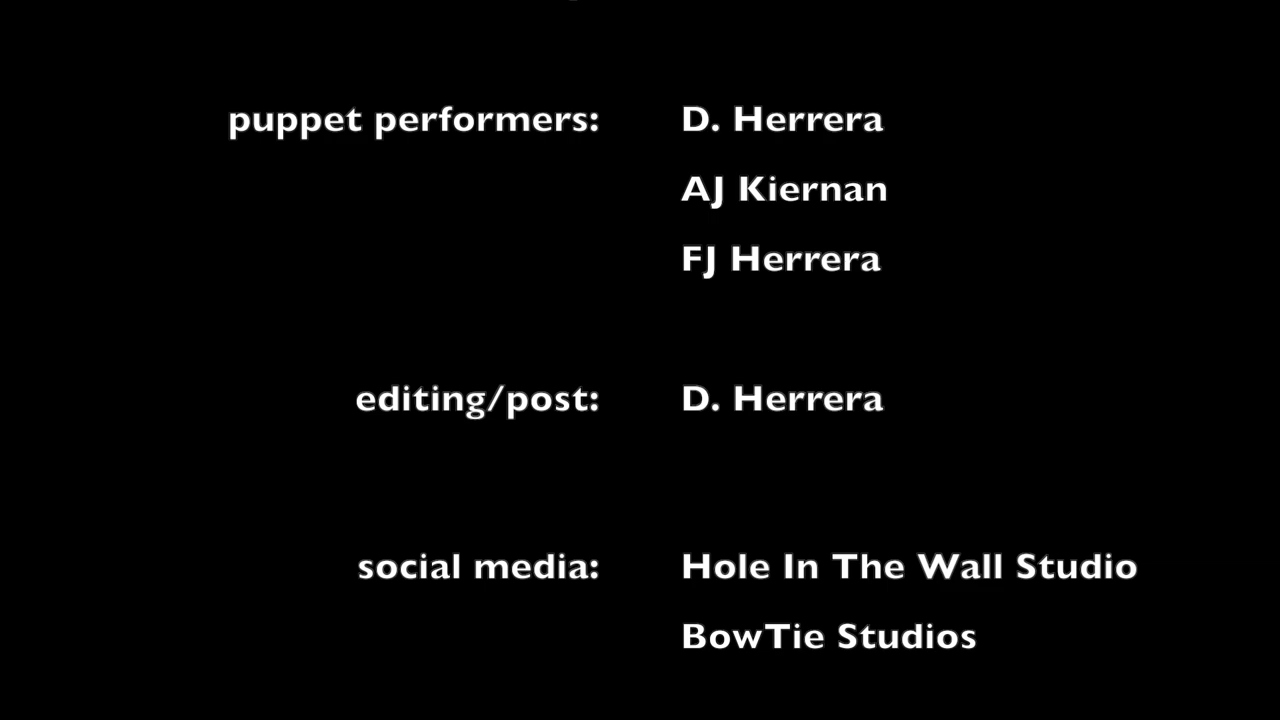 puppet performers: D. Herrera
AJ Kiernan
FJ Herrera
editing/post: D. Herrera
social media: Hole In The Wall Studio
BowTie Studios